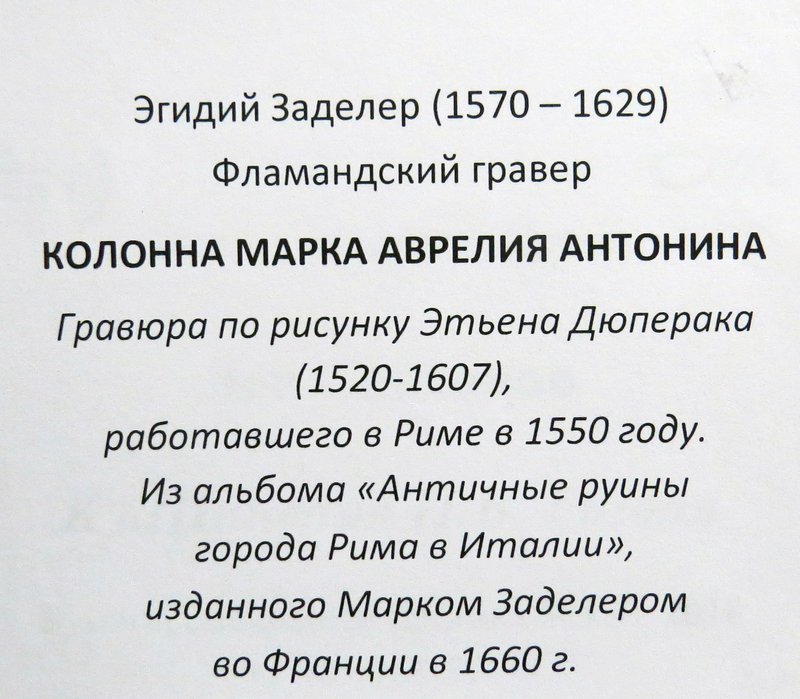 Эгидий Заделер (1570 – 1629)
Фламандский гравер
КОЛОННА МАРКА АВРЕЛИЯ АНТОНИНА
Гравюра по рисунку Этьена Дюперака
(1520-1607),
работавшего в Риме в 1550 году.
Из альбома «Античные руины
города Рима в Италии»,
изданного Марком Заделером
во Франции в 1660 г.